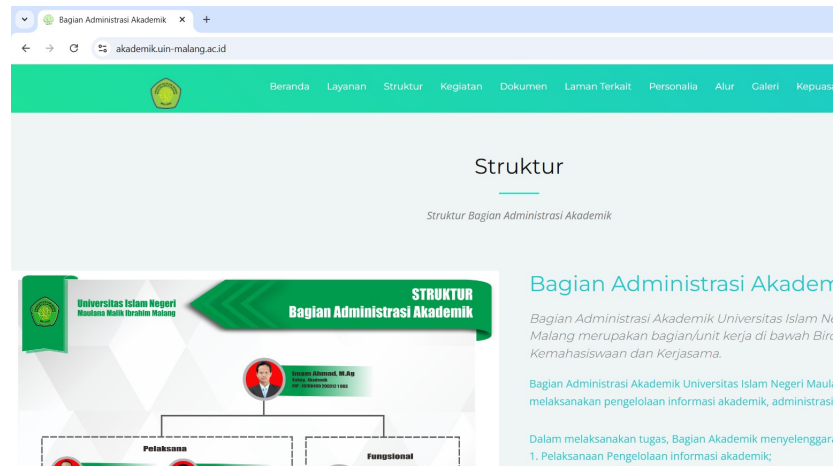 Bagian Administrasi Akademik
akademik.uin-malang.ac.id
Beranda Layanan Struktur Kegiatan Dokumen Laman Terkait Personalia Alur Galeri Kepuasa
Struktur
Struktur Bagian Administrasi Akademik
Universitas Islam Negeri
Maulana Malik Ibrahim Malang
STRUKTUR
Bagian Administrasi Akademik
Imam Ahmad, M.Ag
Pelaksana
Fungsional
Bagian Administrasi Akadem
Bagian Administrasi Akademik Universitas Islam Ne
Malang merupakan bagian/unit kerja di bawah Biro
Kemahasiswaan dan Kerjasama.
Bagian Administrasi Akademik Universitas Islam Negeri Maula
melaksanakan pengelolaan informasi akademik, administrasi
Dalam melaksanakan tugas, Bagian Akademik menyelenggara
1. Pelaksanaan Pengelolaan informasi akademik;